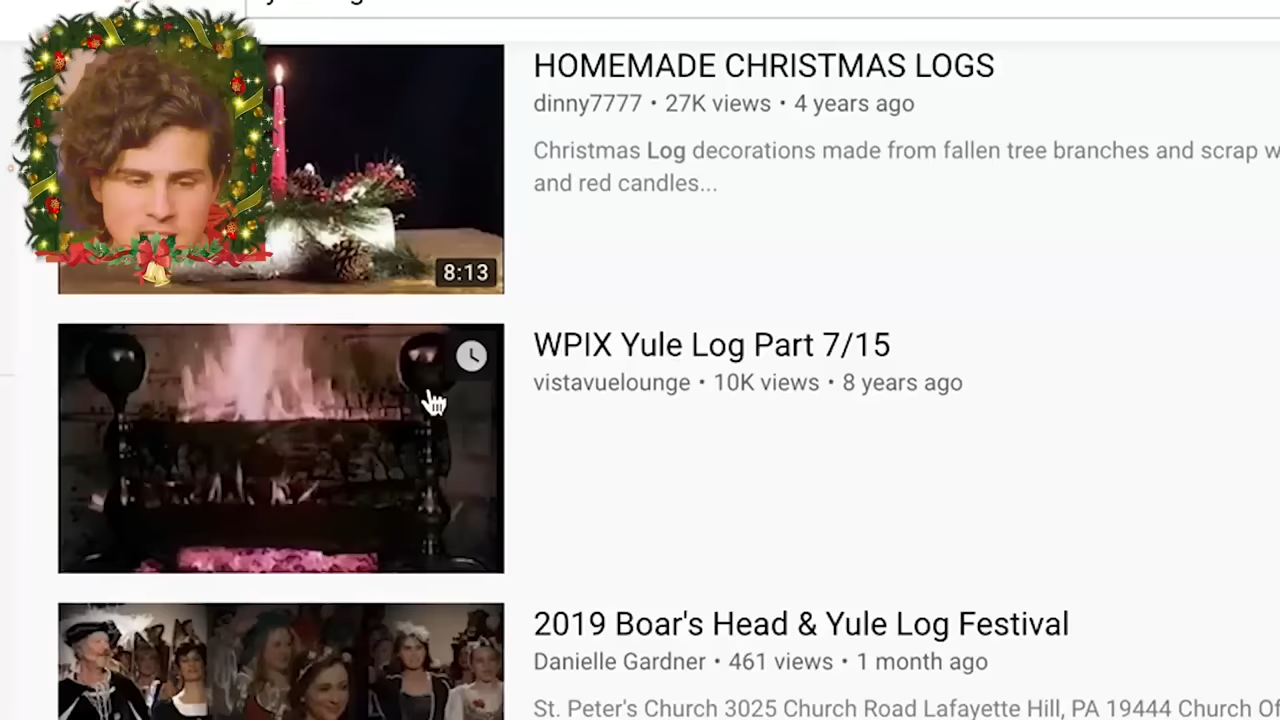 HOMEMADE CHRISTMAS LOGS
dinny7777 • 27K views • 4 years ago
Christmas Log decorations made from fallen tree branches and scrap w
and red candles...
8:13
WPIX Yule Log Part 7/15
vistavuelounge • 10K views • 8 years ago
2019 Boar's Head & Yule Log Festival
Danielle Gardner • 461 views • 1 month ago
St. Peter's Church 3025 Church Road Lafayette Hill, PA 19444 Church Of